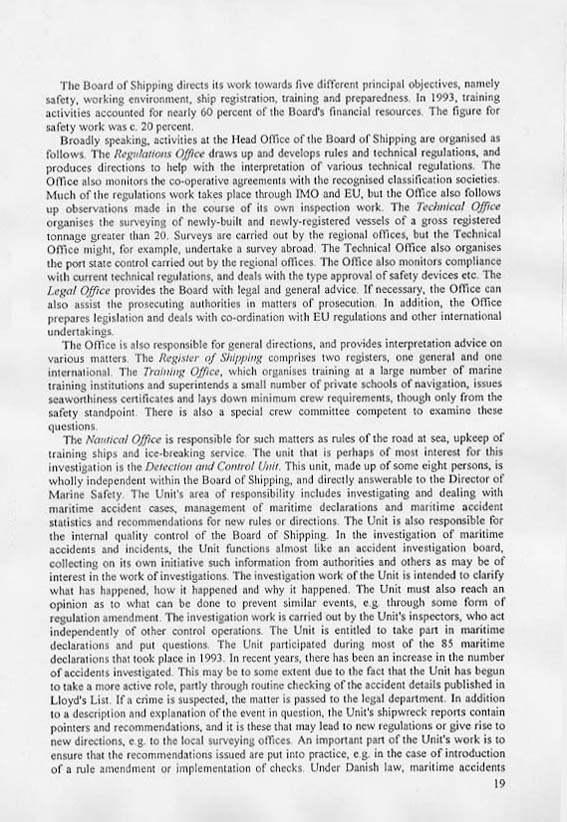 The Board of Shipping directs its work towards five different principal objectives, namely
safety, working environment, ship registration, training and preparedness. In 1993, training
activities accounted for nearly 60 percent of the Board's financial resources. The figure for
safety work was c. 20 percent.
Broadly speaking, activities at the Head Office of the Board of Shipping are organised as
follows. The Regulations Office draws up and develops rules and technical regulations, and
produces directions to help with the interpretation of various technical regulations. The
Office also monitors the co-operative agreements with the recognised classification societies.
Much of the regulations work takes place through IMO and EU, but the Office also follows
up observations made in the course of its own inspection work. The Technical Office
organises the surveying of newly-built and newly-registered vessels of a gross registered
tonnage greater than 20. Surveys are carried out by the regional offices, but the Technical
Office might, for example, undertake a survey abroad. The Technical Office also organises
the port state control carried out by the regional offices. The Office also monitors compliance
with current technical regulations, and deals with the type approval of safety devices etc. The
Legal Office provides the Board with legal and general advice. If necessary, the Office can
also assist the prosecuting authorities in matters of prosecution. In addition, the Office
prepares legislation and deals with co-ordination with EU regulations and other international
undertakings.
The Office is also responsible for general directions, and provides interpretation advice on
various matters. The Register of Shipping comprises two registers, one general and one
international. The Training Office, which organises training at a large number of marine
training institutions and superintends a small number of private schools of navigation, issues
seaworthiness certificates and lays down minimum crew requirements, though only from the
safety standpoint. There is also a special crew committee competent to examine these
questions.
The Nautical Office is responsible for such matters as rules of the road at sea, upkeep of
training ships and ice-breaking service. The unit that is perhaps of most interest for this
investigation is the Detection and Control Unit. This unit, made up of some eight persons, is
wholly independent within the Board of Shipping, and directly answerable to the Director of
Marine Safety. The Unit's area of responsibility includes investigating and dealing with
maritime accident cases, management of maritime declarations and maritime accident
statistics and recommendations for new rules or directions. The Unit is also responsible for
the internal quality control of the Board of Shipping. In the investigation of maritime
accidents and incidents, the Unit functions almost like an accident investigation board,
collecting on its own initiative such information from authorities and others as may be of
interest in the work of investigations. The investigation work of the Unit is intended to clarify
what has happened, how it happened and why it happened. The Unit must also reach an
opinion as to what can be done to prevent similar events, e.g. through some form of
regulation amendment. The investigation work is carried out by the Unit's inspectors, who act
independently of other control operations. The Unit is entitled to take part in maritime
declarations and put questions. The Unit participated during most of the 85 maritime
declarations that took place in 1993. In recent years, there has been an increase in the number
of accidents investigated. This may be to some extent due to the fact that the Unit has begun
to take a more active role, partly through routine checking of the accident details published in
Lloyd's List. If a crime is suspected, the matter is passed to the legal department. In addition
to a description and explanation of the event in question, the Unit's shipwreck reports contain
pointers and recommendations, and it is these that may lead to new regulations or give rise to
new directions, e.g. to the local surveying offices. An important part of the Unit's work is to
ensure that the recommendations issued are put into practice, e.g. in the case of introduction
of a rule amendment or implementation of checks. Under Danish law, maritime accidents
19